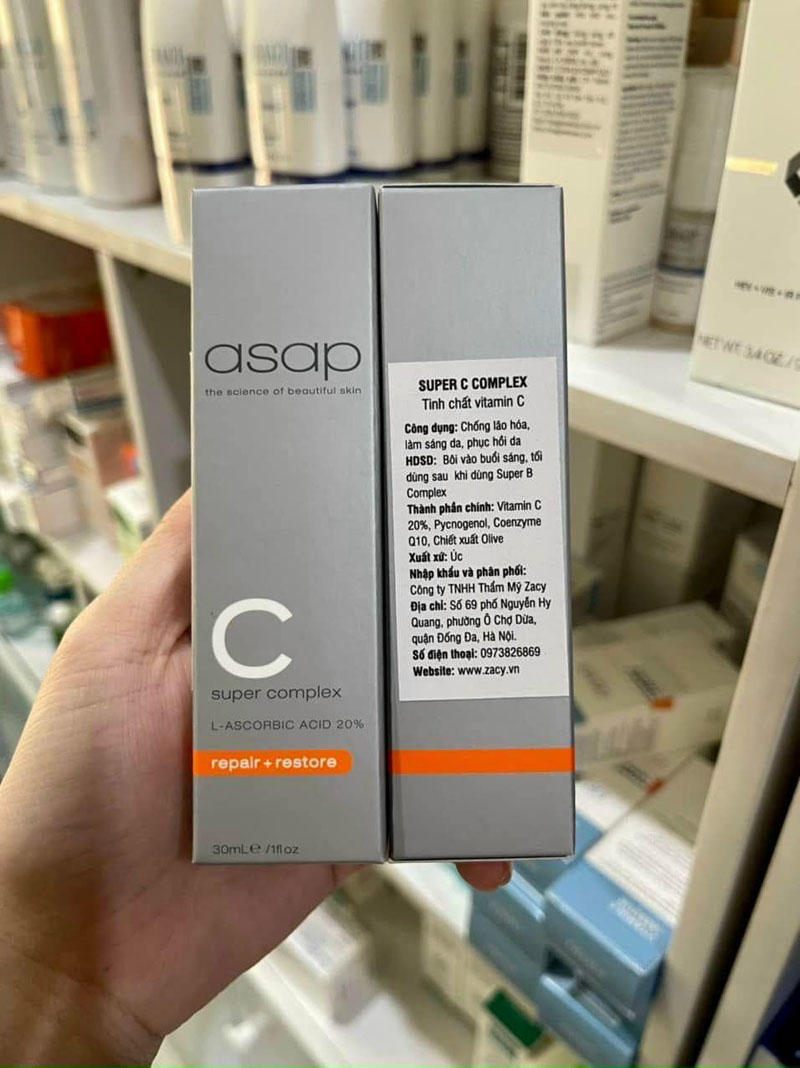 asap
the science of beautiful skin
C
super complex
L-ASCORBIC ACID 20%
repair + restore
30mL℮ /1fl oz
SUPER C COMPLEX
Tinh chất vitamin C
Công dụng: Chống lão hóa,
làm sáng da, phục hồi da
HDSD: Bôi vào buổi sáng, tối
dùng sau khi dùng Super B
Complex
Thành phần chính: Vitamin C
20%, Pycnogenol, Coenzyme
Q10, Chiết xuất Olive
Xuất xứ: Úc
Nhập khẩu và phân phối:
Công ty TNHH Thẩm Mỹ Zacy
Địa chỉ: Số 69 phố Nguyễn Hy
Quang, phường Ô Chợ Dừa,
quận Đống Đa, Hà Nội.
Số điện thoại: 0973826869
Website: www.zacy.vn
NET WT. 3.4 OZ/